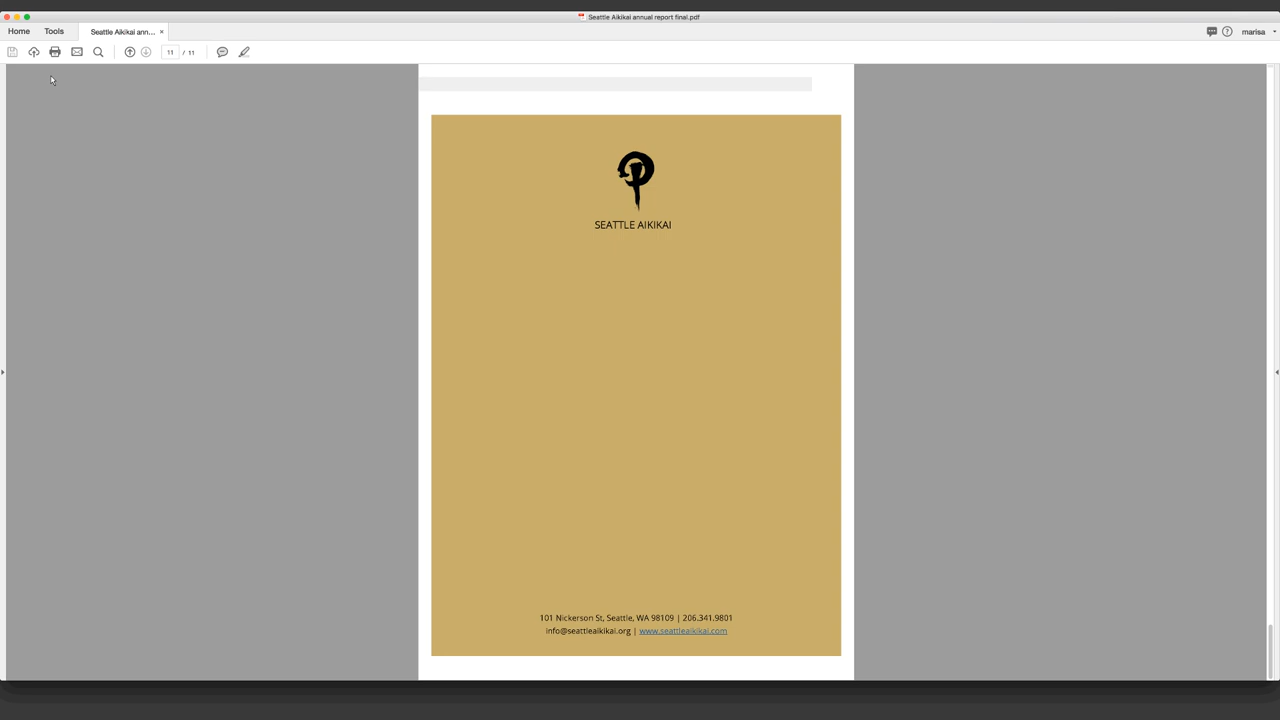 Seattle Aikikai annual report final.pdf
Home Tools Seattle Aikikai ann... × marisa
11 / 11
SEATTLE AIKIKAI
101 Nickerson St, Seattle, WA 98109 | 206.341.9801
info@seattleaikikai.org | www.seattleaikikai.com